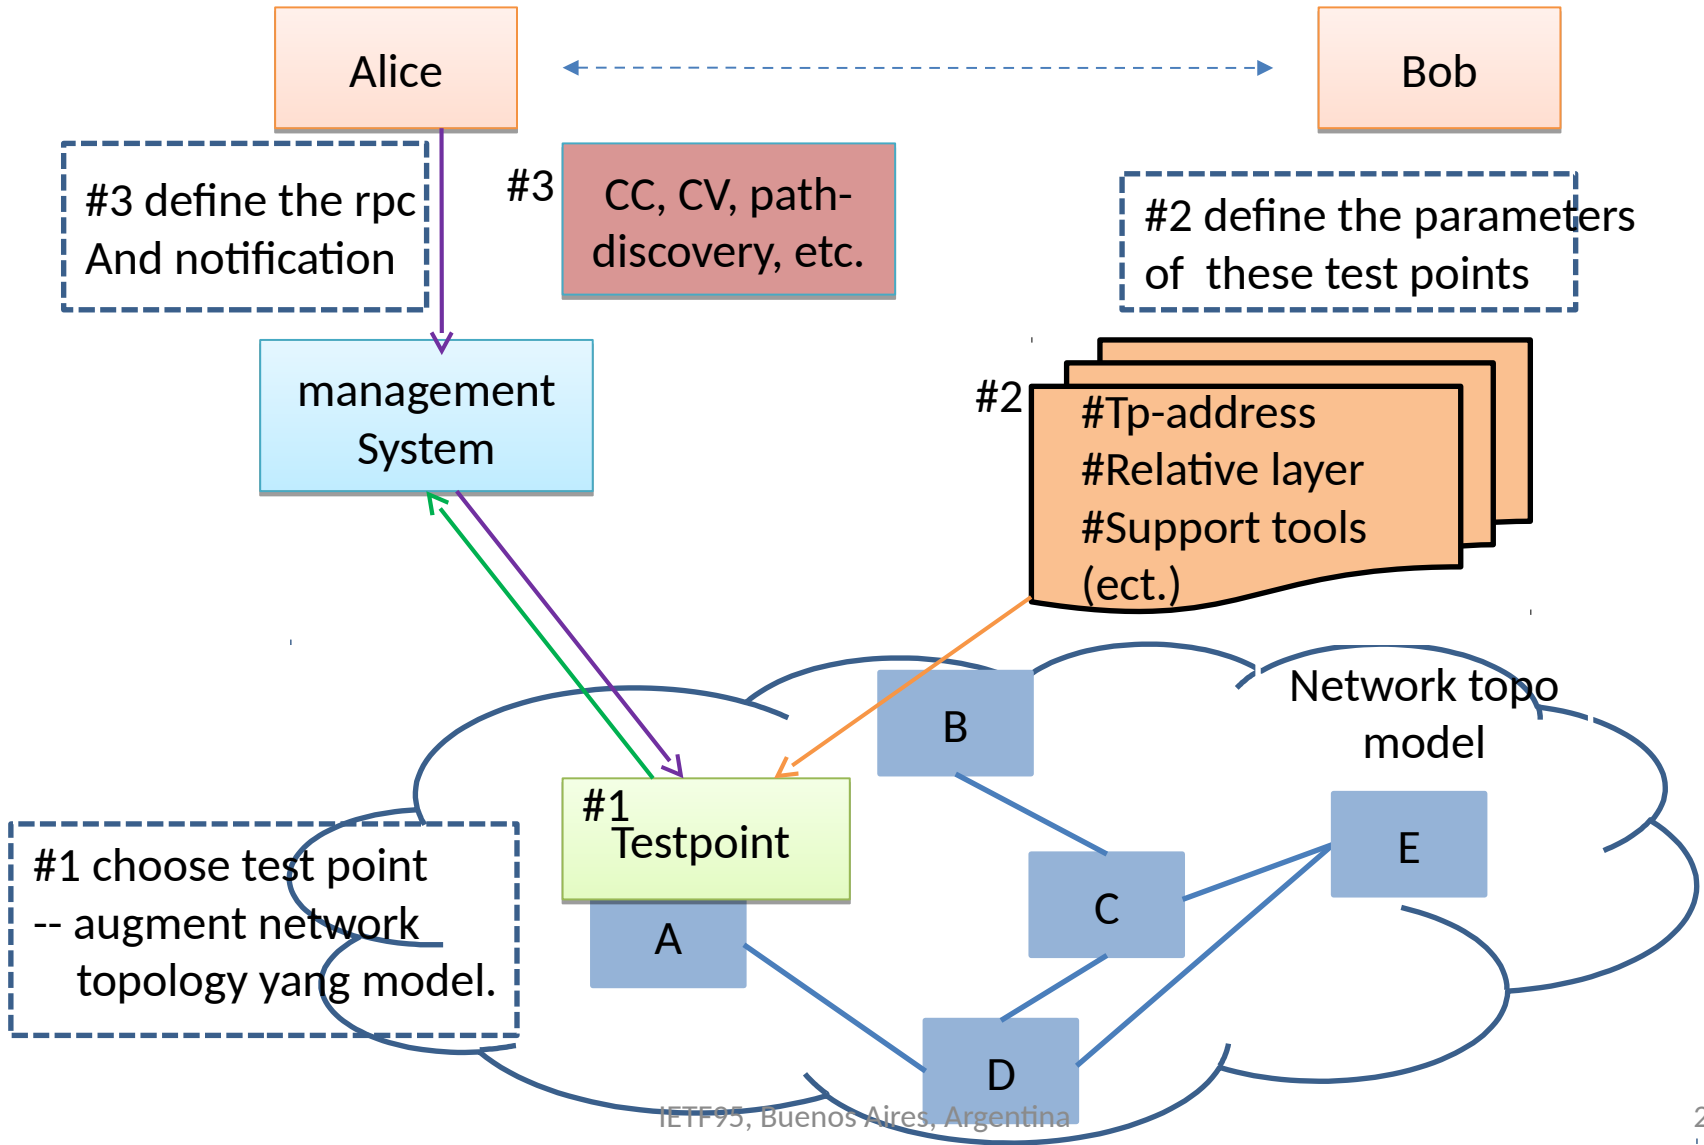 Alice
Bob
#3 define the rpc
And notification
#3
CC, CV, path-
discovery, etc.
#2 define the parameters
of  these test points
management
System
#2
#Tp-address
#Relative layer
#Support tools
(ect.)
Network topo
model
B
#1
Testpoint
E
#1 choose test point
-- augment network
topology yang model.
C
A
D
IETF95, Buenos Aires, Argentina
2